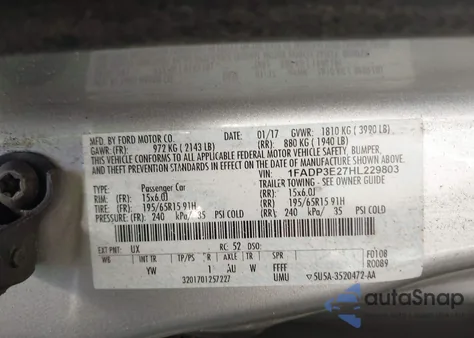 MFD. BY FORD MOTOR CO. DATE: 01/17 GVWR: 1810 KG ( 3990 LB)
GAWR: (FR): 972 KG ( 2143 LB) (RR): 880 KG (1940 LB)
THIS VEHICLE CONFORMS TO ALL APPLICABLE FEDERAL MOTOR VEHICLE SAFETY, BUMPER,
AND THEFT PREVENTION STANDARDS IN EFFECT ON THE DATE OF MANUFACTURE SHOWN ABOVE.
VIN: 1FADP3E27HL229803
TYPE: Passenger Car TRAILER TOWING - SEE OWNER GUIDE
RIM: (FR): 15x6.0J (RR): 15x6.0J
TIRE: (FR): 195/65R15 91H (RR): 195/65R15 91H
PRESSURE: (FR): 240 kPa/ 35 PSI COLD (RR): 240 kPa/ 35 PSI COLD
EXT PNT: UX RC: 52 DSO: F0108
WB INT TR TP/PS R AXLE TR W R0089
YW 1 AU FFFF
3201701257227 UMU ▽5U5A-3520472-AA
autoSnap